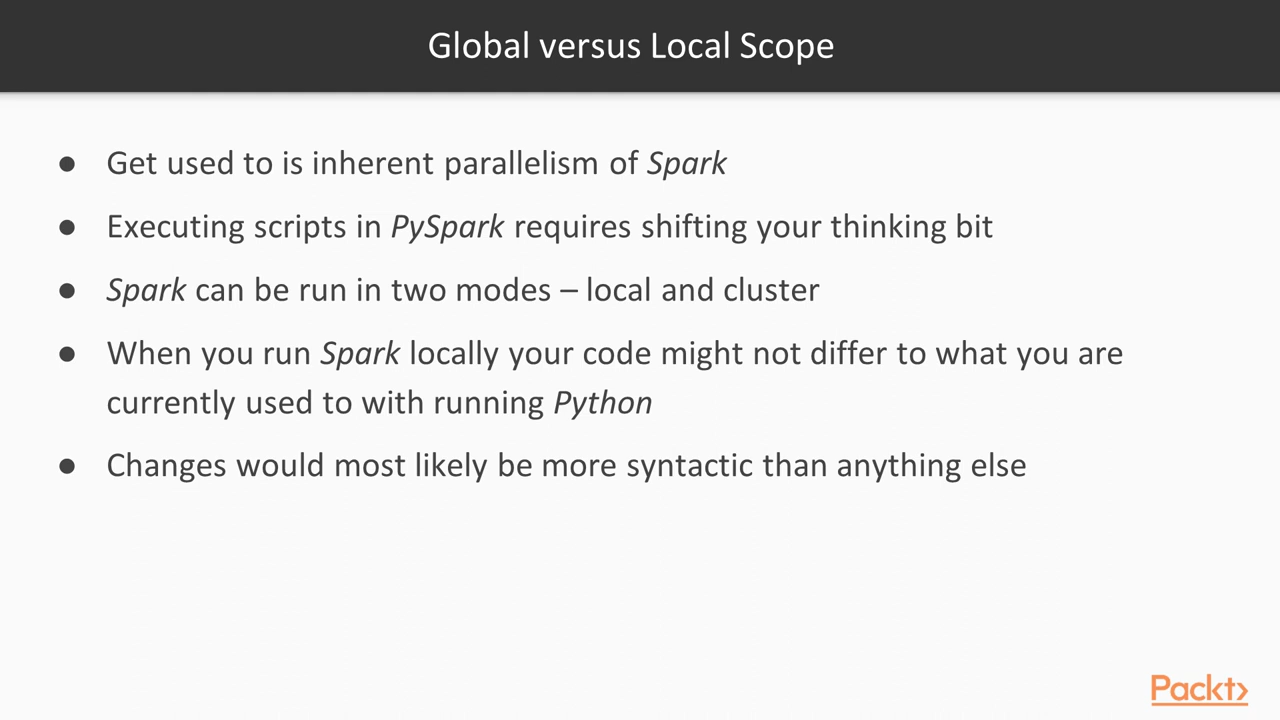 Global versus Local Scope
● Get used to is inherent parallelism of Spark
● Executing scripts in PySpark requires shifting your thinking bit
● Spark can be run in two modes – local and cluster
● When you run Spark locally your code might not differ to what you are
currently used to with running Python
● Changes would most likely be more syntactic than anything else
Packt>